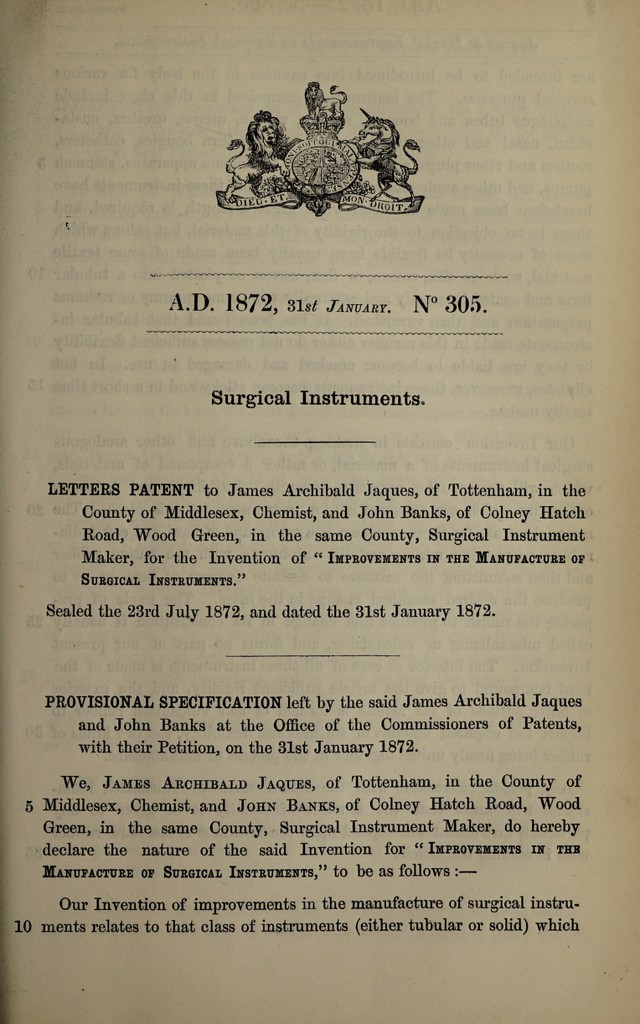 HONI SOIT QUI MAL
DIEU·ET MON·DROIT.
A.D. 1872, 31st January. No 305.
Surgical Instruments.
LETTERS PATENT to James Archibald Jaques, of Tottenham, in the
County of Middlesex, Chemist, and John Banks, of Colney Hatch
Road, Wood Green, in the same County, Surgical Instrument
Maker, for the Invention of “Improvements in the Manufacture of
Surgical Instruments.”
Sealed the 23rd July 1872, and dated the 31st January 1872.
PROVISIONAL SPECIFICATION left by the said James Archibald Jaques
and John Banks at the Office of the Commissioners of Patents,
with their Petition, on the 31st January 1872.
We, James Archibald Jaques, of Tottenham, in the County of
5 Middlesex, Chemist, and John Banks, of Colney Hatch Road, Wood
Green, in the same County, Surgical Instrument Maker, do hereby
declare the nature of the said Invention for “Improvements in the
Manufacture of Surgical Instruments,” to be as follows :—
Our Invention of improvements in the manufacture of surgical instru-
10 ments relates to that class of instruments (either tubular or solid) which